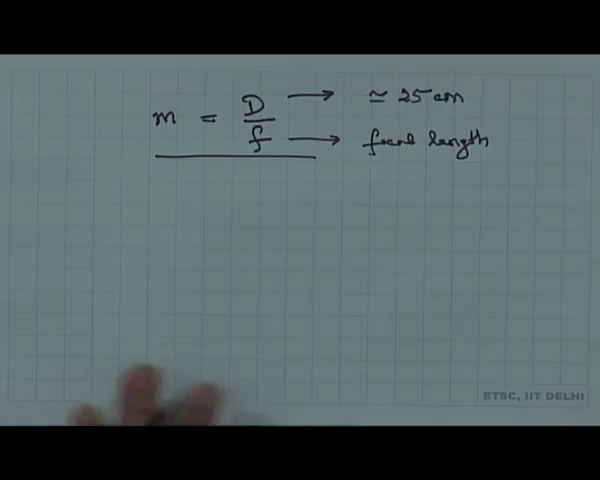 m = D/f → ≃ 25 cm
→ focal length
ETSC, IIT DELHI